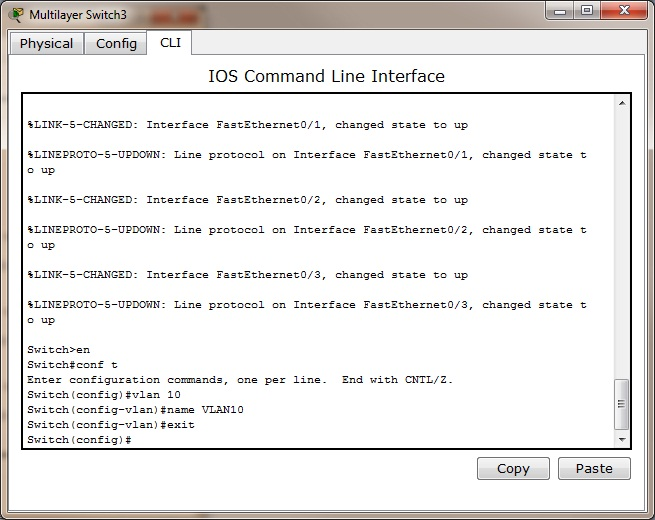 Multilayer Switch3
Physical Config CLI
IOS Command Line Interface
%LINK-5-CHANGED: Interface FastEthernet0/1, changed state to up
%LINEPROTO-5-UPDOWN: Line protocol on Interface FastEthernet0/1, changed state t
o up
%LINK-5-CHANGED: Interface FastEthernet0/2, changed state to up
%LINEPROTO-5-UPDOWN: Line protocol on Interface FastEthernet0/2, changed state t
o up
%LINK-5-CHANGED: Interface FastEthernet0/3, changed state to up
%LINEPROTO-5-UPDOWN: Line protocol on Interface FastEthernet0/3, changed state t
o up
Switch>en
Switch#conf t
Enter configuration commands, one per line.  End with CNTL/Z.
Switch(config)#vlan 10
Switch(config-vlan)#name VLAN10
Switch(config-vlan)#exit
Switch(config)#
Copy Paste